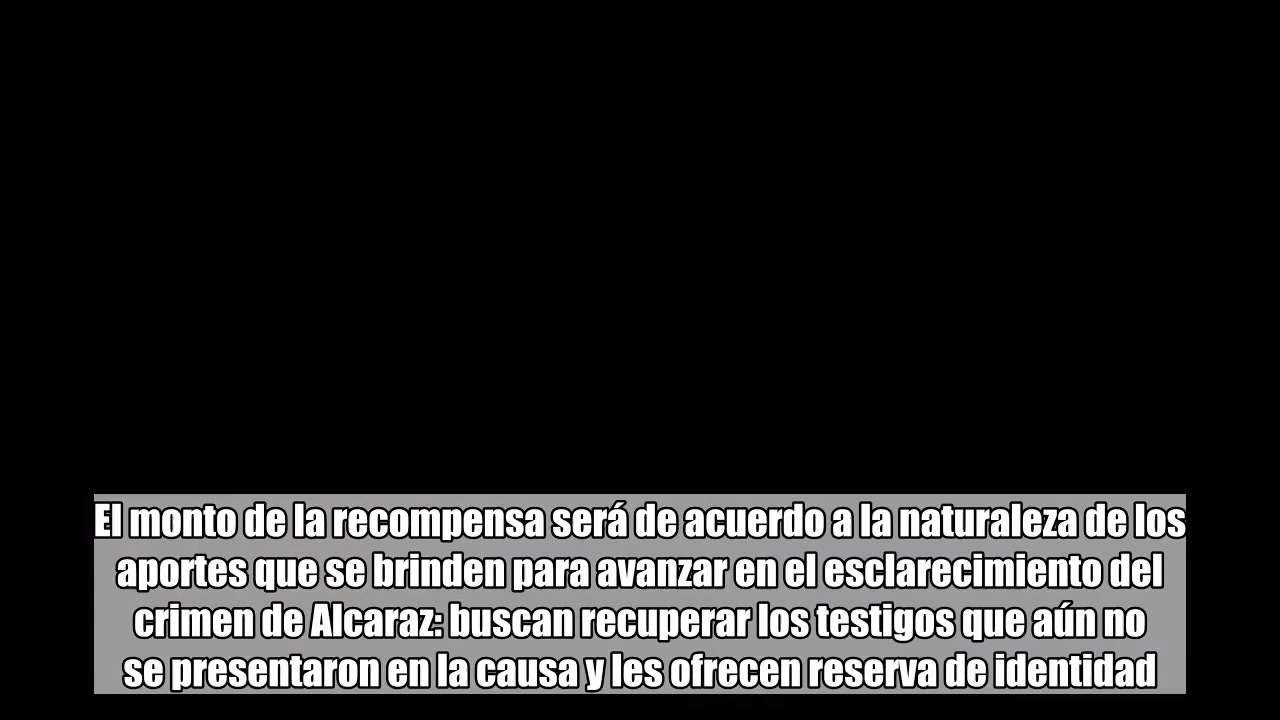 El monto de la recompensa será de acuerdo a la naturaleza de los
aportes que se brinden para avanzar en el esclarecimiento del
crimen de Alcaraz: buscan recuperar los testigos que aún no
se presentaron en la causa y les ofrecen reserva de identidad